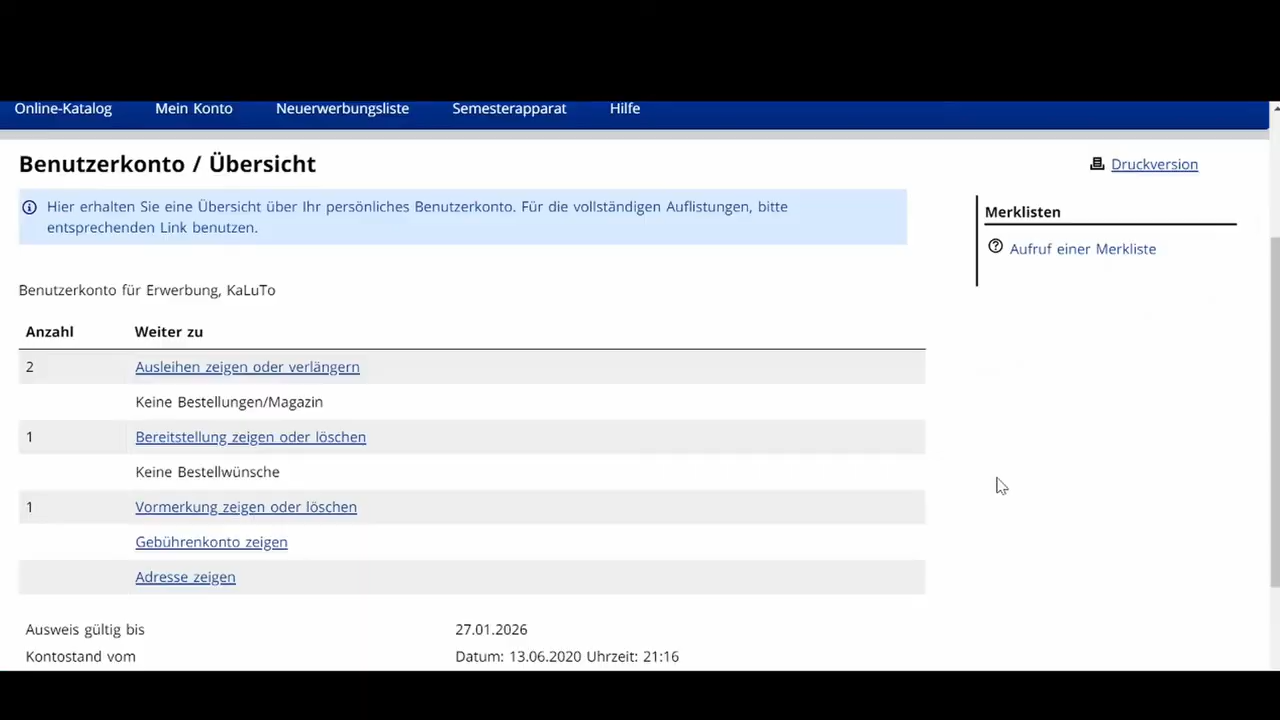 Online-Katalog Mein Konto Neuerwerbungsliste Semesterapparat Hilfe
Benutzerkonto / Übersicht
Druckversion
Hier erhalten Sie eine Übersicht über Ihr persönliches Benutzerkonto. Für die vollständigen Auflistungen, bitte
entsprechenden Link benutzen.
Merklisten
Aufruf einer Merkliste
Benutzerkonto für Erwerbung, KaLuTo
Anzahl Weiter zu
2 Ausleihen zeigen oder verlängern
Keine Bestellungen/Magazin
1 Bereitstellung zeigen oder löschen
Keine Bestellwünsche
1 Vormerkung zeigen oder löschen
Gebührenkonto zeigen
Adresse zeigen
Ausweis gültig bis 27.01.2026
Kontostand vom Datum: 13.06.2020 Uhrzeit: 21:16